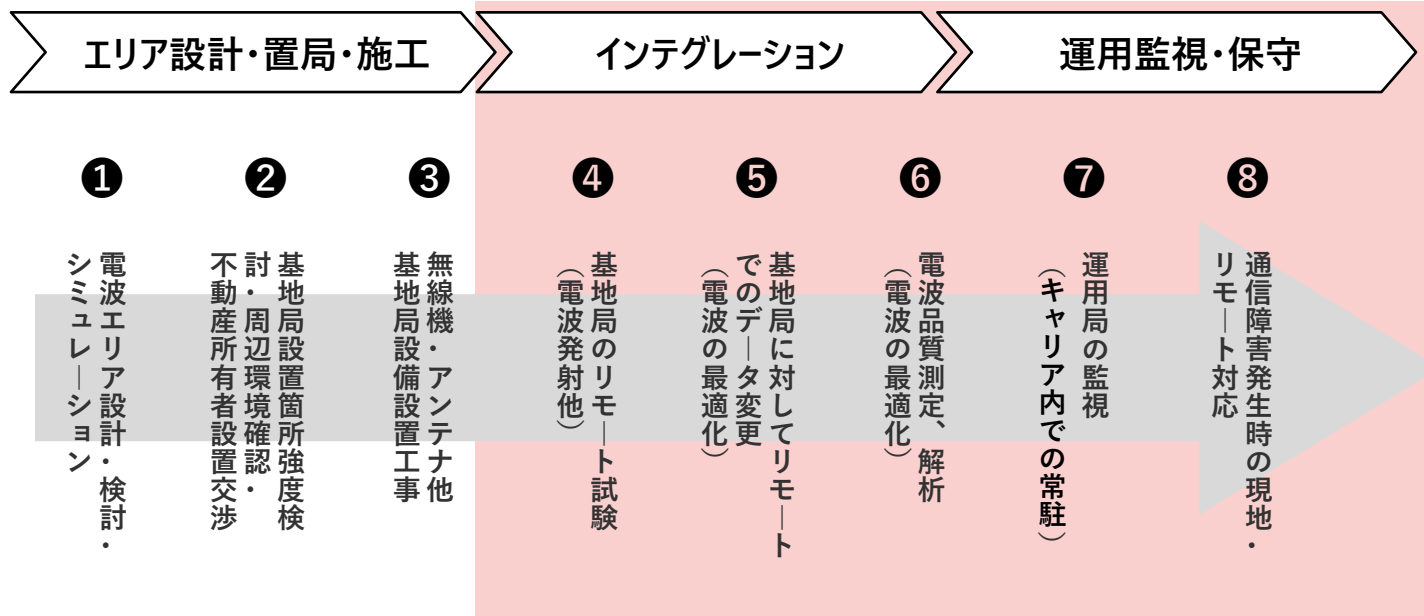 エリア設計・置局・施工
インテグレーション
運用監視・保守
❶
❷
❸
❹
❺
❻
❼
❽
電波エリア設計・検討・
シミュレーション
基地局設置箇所強度検
討・周辺環境確認・
不動産所有者設置交渉
無線機・アンテナ他
基地局設備設置工事
基地局のリモート試験
（電波発射他）
基地局に対してリモート
でのデータ変更
（電波の最適化）
電波品質測定、解析
（電波の最適化）
運用局の監視
（キャリア内での常駐）
通信障害発生時の現地・
リモート対応